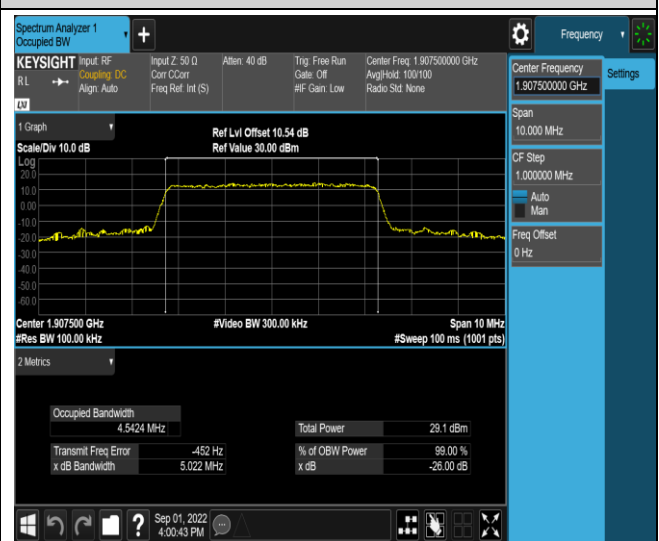 Spectrum Analyzer 1
Occupied BW
Frequency
KEYSIGHT
RL
LXI
Input: RF
Coupling: DC
Align: Auto
Input Z: 50 Ω
Corr CCorr
Freq Ref: Int (S)
Atten: 40 dB
Trig: Free Run
Gate: Off
#IF Gain: Low
Center Freq: 1.907500000 GHz
Avg|Hold: 100/100
Radio Std: None
Center Frequency
1.907500000 GHz
Settings
Span
10.000 MHz
CF Step
1.000000 MHz
Auto
Man
Freq Offset
0 Hz
1 Graph
Scale/Div 10.0 dB
Ref Lvl Offset 10.54 dB
Ref Value 30.00 dBm
Log
20.0
10.0
0.00
-10.0
-20.0
-30.0
-40.0
-50.0
-60.0
Center 1.907500 GHz
#Video BW 300.00 kHz
Span 10 MHz
#Res BW 100.00 kHz
#Sweep 100 ms (1001 pts)
2 Metrics
Occupied Bandwidth
4.5424 MHz
Total Power 29.1 dBm
Transmit Freq Error -452 Hz
% of OBW Power 99.00 %
x dB Bandwidth 5.022 MHz
x dB -26.00 dB
?
Sep 01, 2022
4:00:43 PM